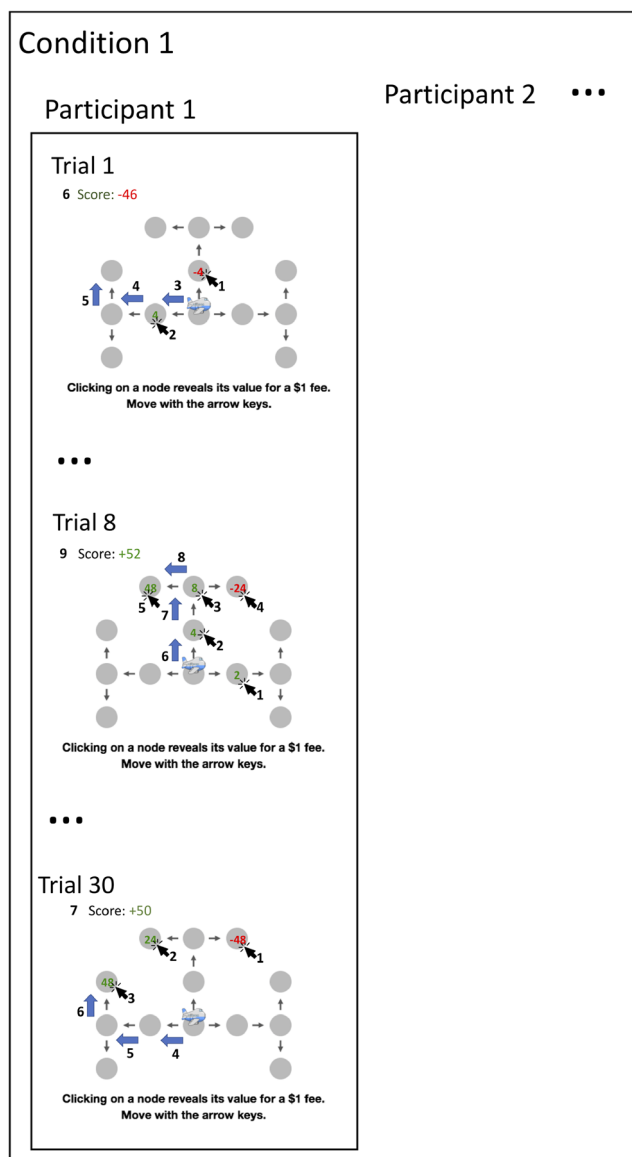 Condition 1
Participant 1
Participant 2 ...
Trial 1
6 Score: -46
-4
1
3
4
5
4
2
Clicking on a node reveals its value for a $1 fee.
Move with the arrow keys.
...
Trial 8
9 Score: +52
8
48
8
-24
5
7
3
4
4
2
6
2
1
Clicking on a node reveals its value for a $1 fee.
Move with the arrow keys.
...
Trial 30
7 Score: +50
24
-48
2
1
48
3
6
5
4
Clicking on a node reveals its value for a $1 fee.
Move with the arrow keys.